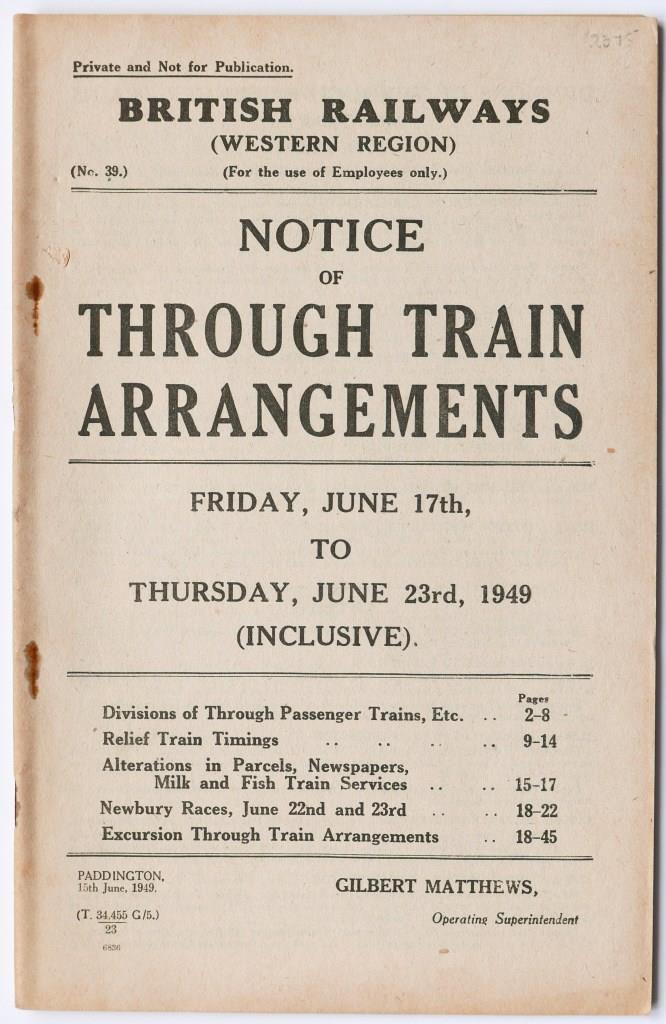 Private and Not for Publication.
BRITISH RAILWAYS
(WESTERN REGION)
(No. 39.) (For the use of Employees only.)
NOTICE
OF
THROUGH TRAIN
ARRANGEMENTS
FRIDAY, JUNE 17th,
TO
THURSDAY, JUNE 23rd, 1949
(INCLUSIVE).
Pages
Divisions of Through Passenger Trains, Etc. .. 2–8
Relief Train Timings .. .. .. .. 9–14
Alterations in Parcels, Newspapers,
Milk and Fish Train Services .. .. 15–17
Newbury Races, June 22nd and 23rd .. .. 18–22
Excursion Through Train Arrangements .. 18–45
PADDINGTON,
15th June, 1949.
GILBERT MATTHEWS,
Operating Superintendent
(T. 34,455 G/5.)
23
6836